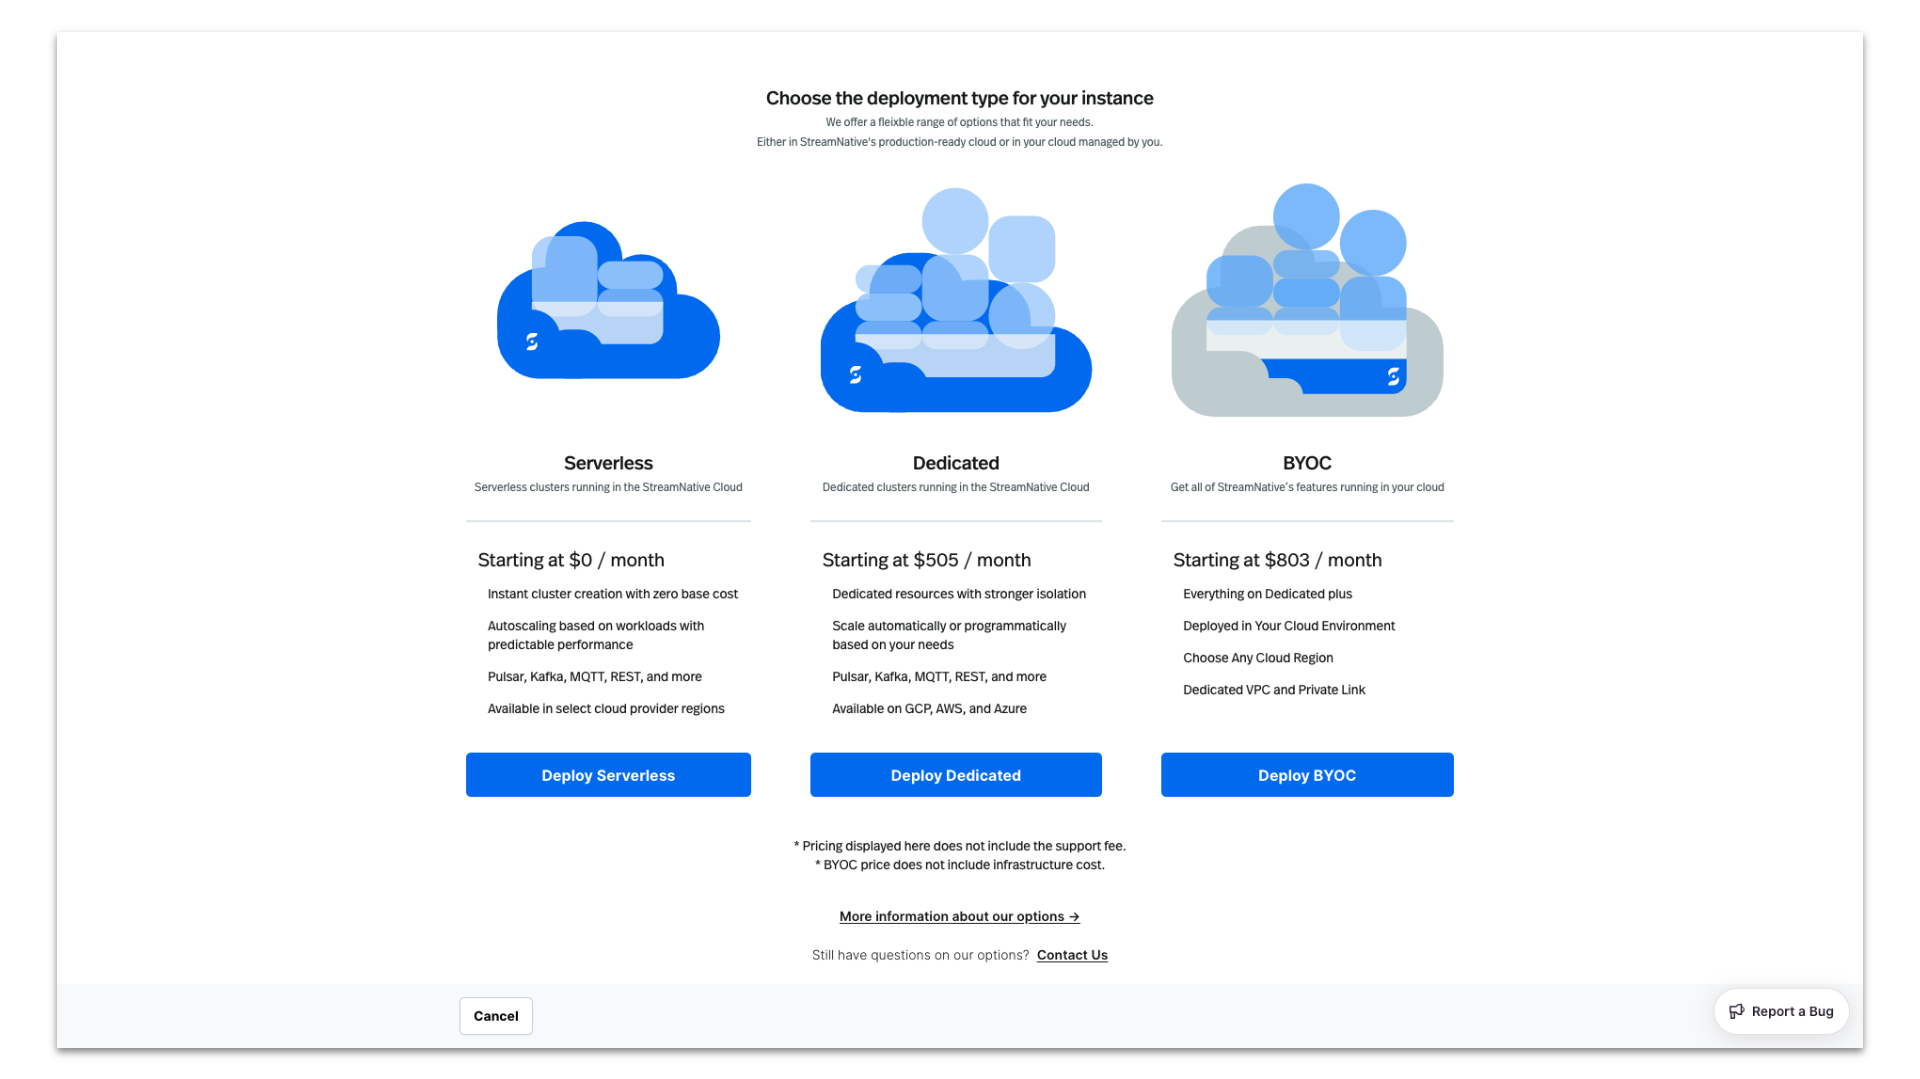 Choose the deployment type for your instance
We offer a fleixble range of options that fit your needs.
Either in StreamNative's production-ready cloud or in your cloud managed by you.
Serverless
Serverless clusters running in the StreamNative Cloud
Starting at $0 / month
Instant cluster creation with zero base cost
Autoscaling based on workloads with
predictable performance
Pulsar, Kafka, MQTT, REST, and more
Available in select cloud provider regions
Deploy Serverless
Dedicated
Dedicated clusters running in the StreamNative Cloud
Starting at $505 / month
Dedicated resources with stronger isolation
Scale automatically or programmatically
based on your needs
Pulsar, Kafka, MQTT, REST, and more
Available on GCP, AWS, and Azure
Deploy Dedicated
BYOC
Get all of StreamNative's features running in your cloud
Starting at $803 / month
Everything on Dedicated plus
Deployed in Your Cloud Environment
Choose Any Cloud Region
Dedicated VPC and Private Link
Deploy BYOC
* Pricing displayed here does not include the support fee.
* BYOC price does not include infrastructure cost.
More information about our options →
Still have questions on our options? Contact Us
Cancel
Report a Bug